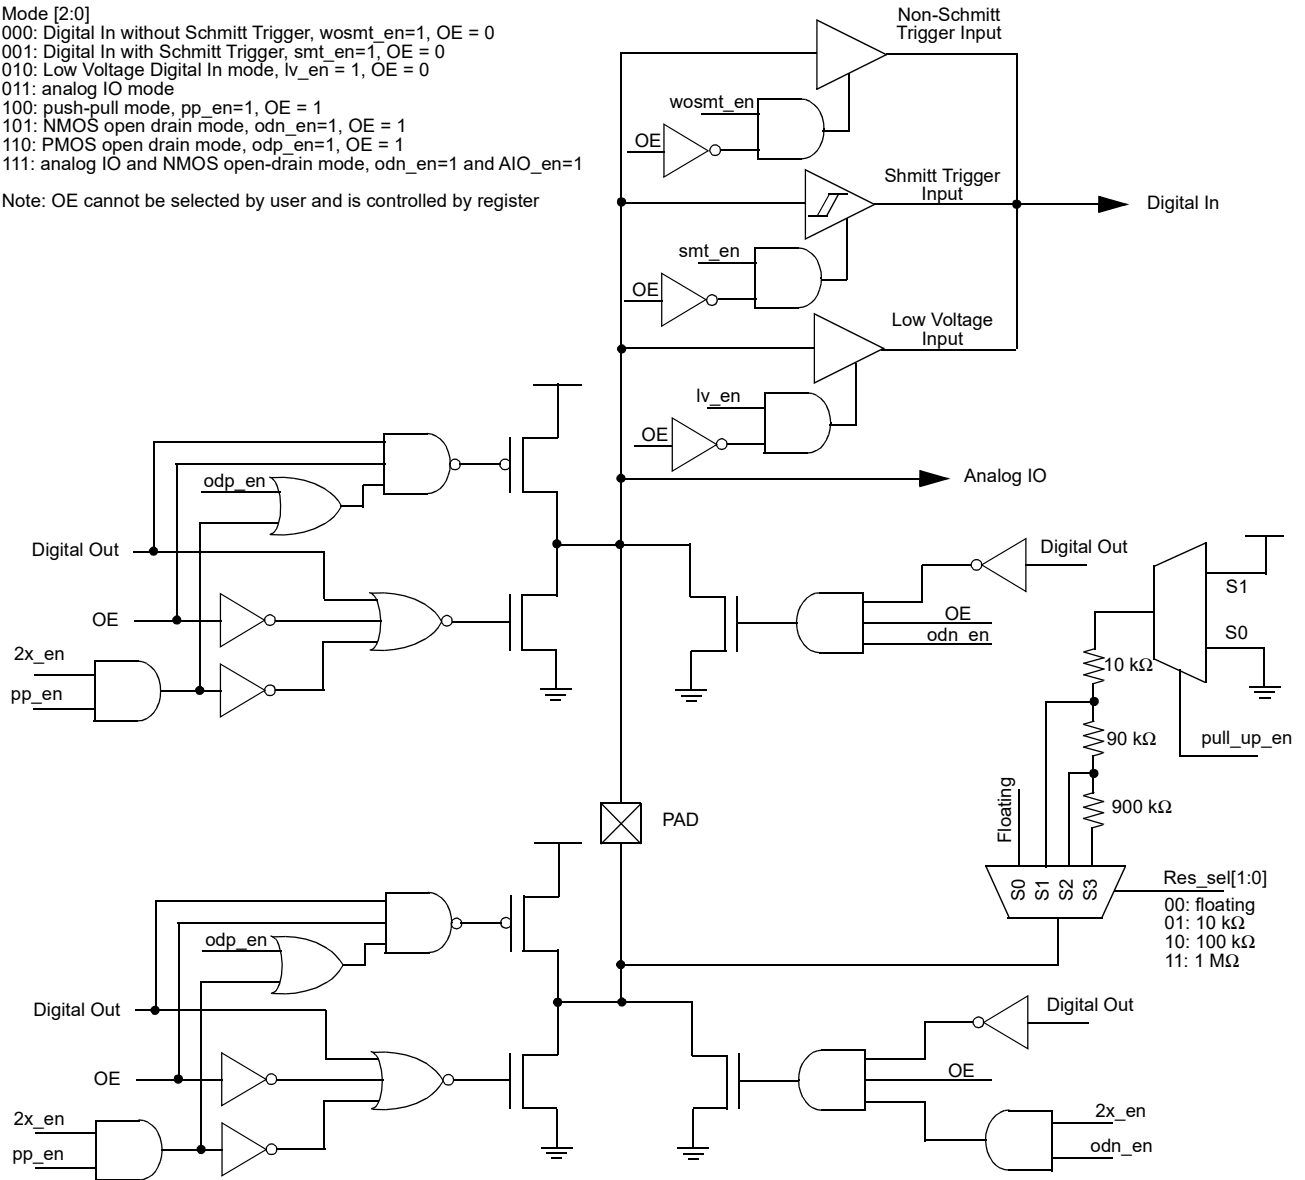 Mode [2:0]
000: Digital In without Schmitt Trigger, wosmt_en=1, OE = 0
001: Digital In with Schmitt Trigger, smt_en=1, OE = 0
010: Low Voltage Digital In mode, lv_en = 1, OE = 0
011: analog IO mode
100: push-pull mode, pp_en=1, OE = 1
101: NMOS open drain mode, odn_en=1, OE = 1
110: PMOS open drain mode, odp_en=1, OE = 1
111: analog IO and NMOS open-drain mode, odn_en=1 and AIO_en=1
Note: OE cannot be selected by user and is controlled by register
Non-Schmitt
Trigger Input
wosmt_en
OE
Shmitt Trigger
Input
Digital In
smt_en
OE
Low Voltage
Input
lv_en
OE
Analog IO
odp_en
Digital Out
OE
2x_en
pp_en
Digital Out
OE
odn_en
S1
S0
10 kΩ
90 kΩ
pull_up_en
900 kΩ
Floating
PAD
S0
S1
S2
S3
Res_sel[1:0]
00: floating
01: 10 kΩ
10: 100 kΩ
11: 1 MΩ
odp_en
Digital Out
OE
2x_en
pp_en
Digital Out
OE
2x_en
odn_en